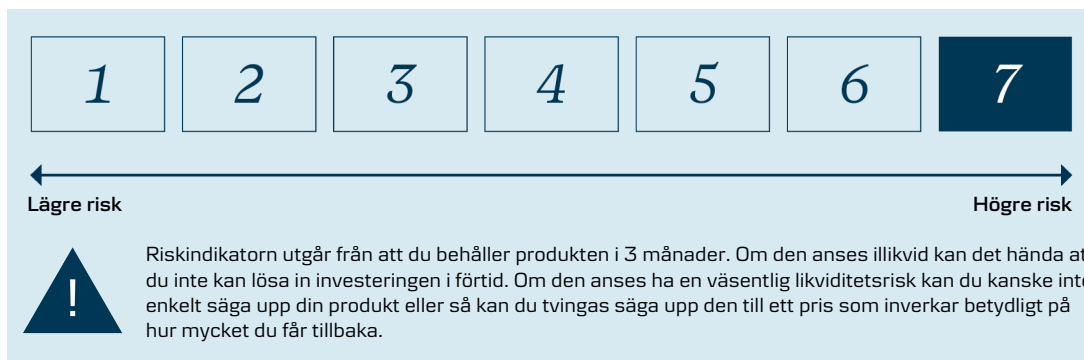 1 2 3 4 5 6 7
Lägre risk Högre risk
Riskindikatorn utgår från att du behåller produkten i 3 månader. Om den anses illikvid kan det hända at
du inte kan lösa in investeringen i förtid. Om den anses ha en väsentlig likviditetsrisk kan du kanske inte
enkelt säga upp din produkt eller så kan du tvingas säga upp den till ett pris som inverkar betydligt på
hur mycket du får tillbaka.
!